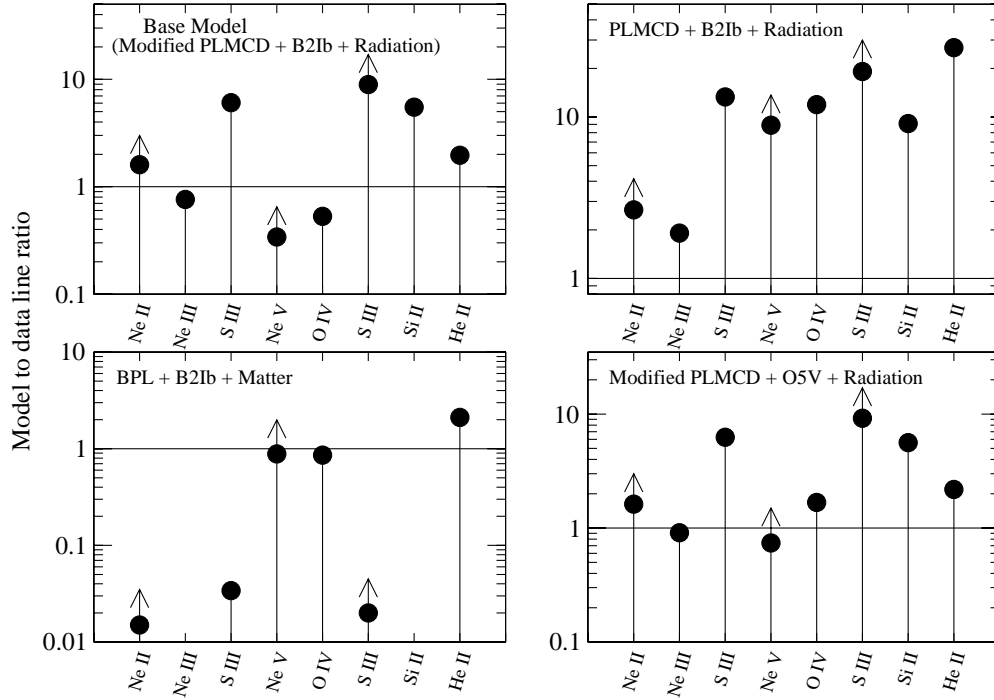 Model to data line ratio
Base Model
(Modified PLMCD + B2Ib + Radiation)
10
1
0.1
Ne II
Ne III
S III
Ne V
O IV
S III
Si II
He II
PLMCD + B2Ib + Radiation
10
1
Ne II
Ne III
S III
Ne V
O IV
S III
Si II
He II
BPL + B2Ib + Matter
10
1
0.1
0.01
Ne II
Ne III
S III
Ne V
O IV
S III
Si II
He II
Modified PLMCD + O5V + Radiation
10
1
0.1
Ne II
Ne III
S III
Ne V
O IV
S III
Si II
He II